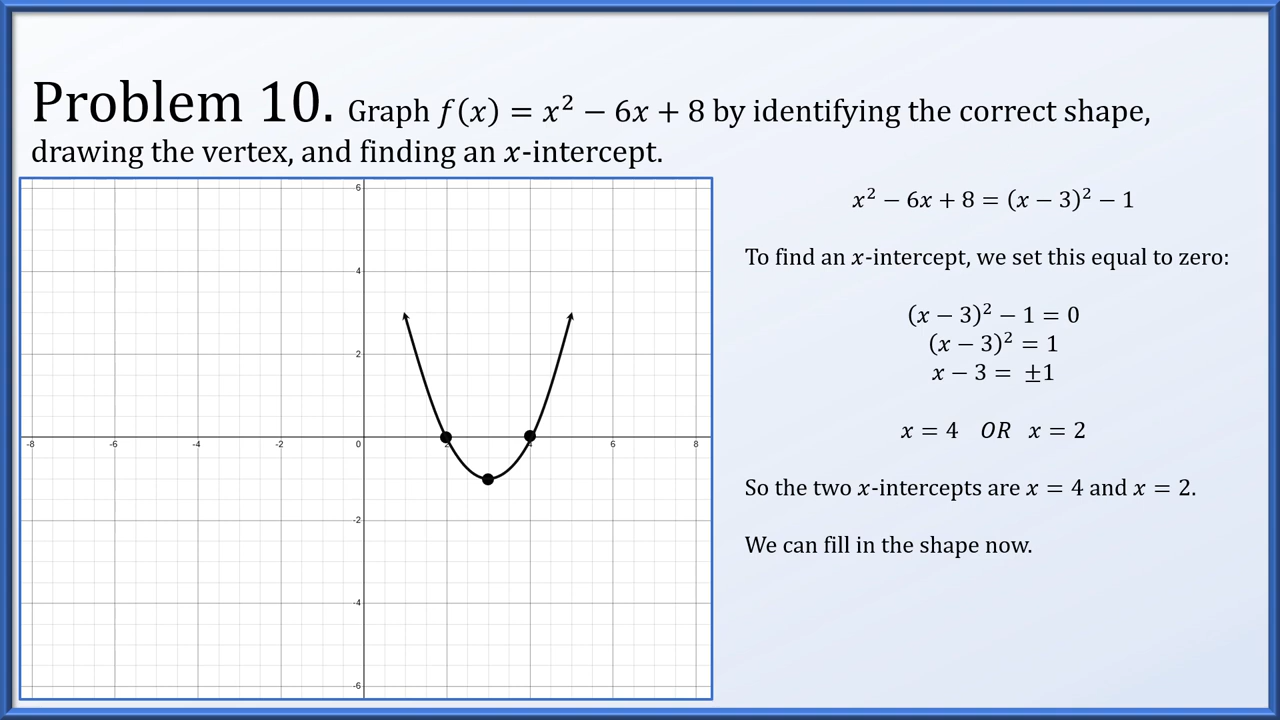 Problem 10. Graph f(x) = x² − 6x + 8 by identifying the correct shape,
drawing the vertex, and finding an x-intercept.
x² − 6x + 8 = (x − 3)² − 1
To find an x-intercept, we set this equal to zero:
(x − 3)² − 1 = 0
(x − 3)² = 1
x − 3 = ±1
x = 4 OR x = 2
So the two x-intercepts are x = 4 and x = 2.
We can fill in the shape now.
6
4
2
-8 -6 -4 -2 0 2 4 6 8
-2
-4
-6